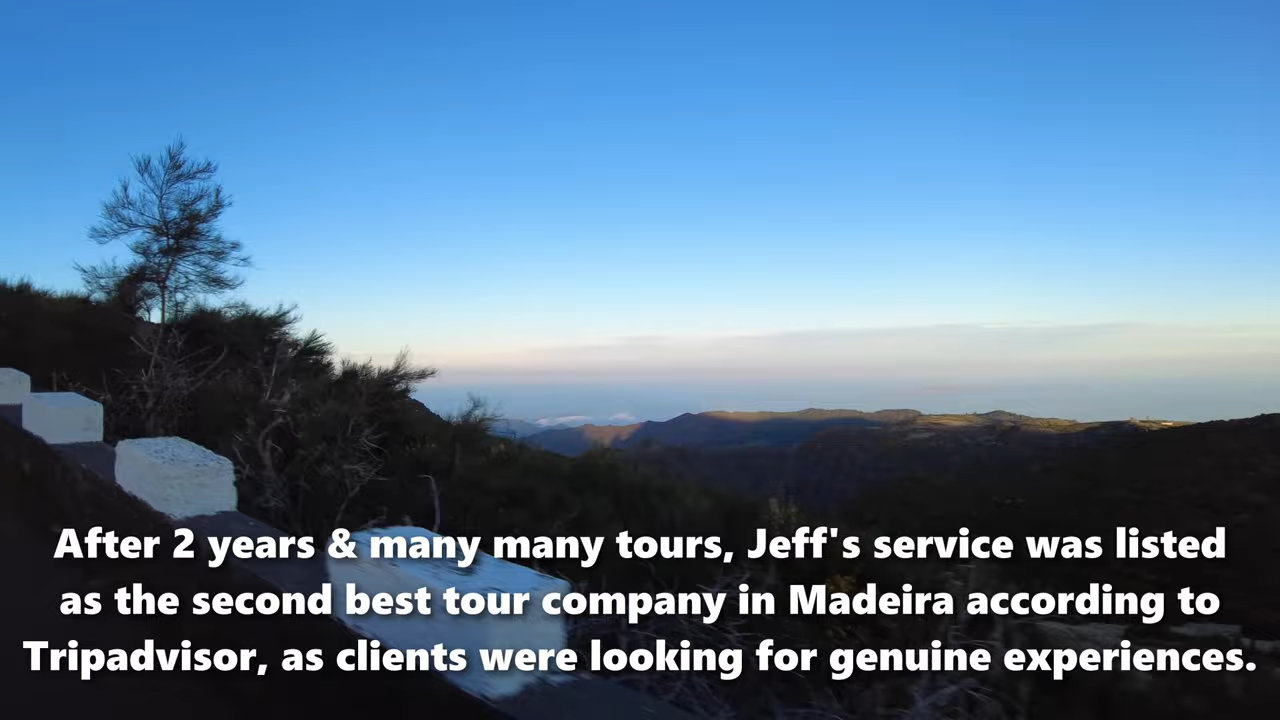 After 2 years & many many tours, Jeff's service was listed
as the second best tour company in Madeira according to
Tripadvisor, as clients were looking for genuine experiences.